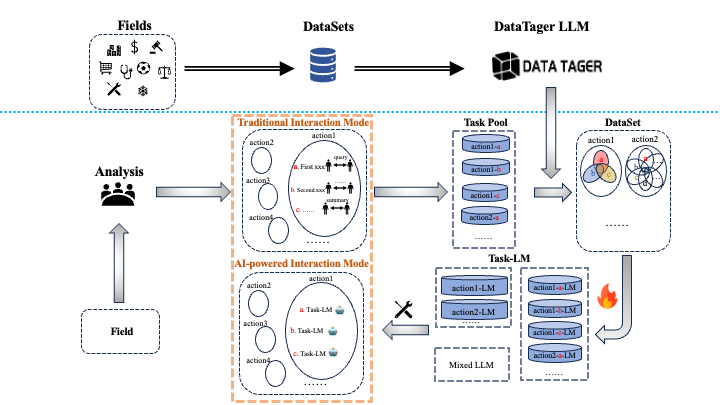 Fields
DataSets
DataTager LLM
DATA TAGER
Traditional Interaction Mode
action1
action2
a. First xxx
query
action3
b. Second xxx
......
summary
c. ......
action4
......
Analysis
Field
AI-powered Interaction Mode
action1
action2
a. Task-LM
action3
b. Task-LM
c. Task-LM
action4
......
Task Pool
action1-a
action1-b
action1-c
action2-a
......
DataSet
action1
action2
a
b
c
a
b
c
d
......
Task-LM
action1-LM
action2-LM
......
Mixed LLM
action1-a-LM
action1-b-LM
action1-c-LM
action2-a-LM
......